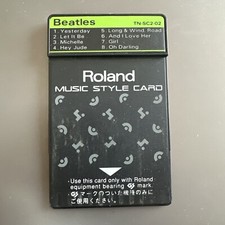 Beatles TN-SC2-02
1. Yesterday 5. Long & Wind. Road
2. Let It Be 6. And I Love Her
3. Michelle 7. Girl
4. Hey Jude 8. Oh Darling
Roland
MUSIC STYLE CARD
Use this card only with Roland
equipment bearing mark.
マークのついた機種のみに
ご使用ください。